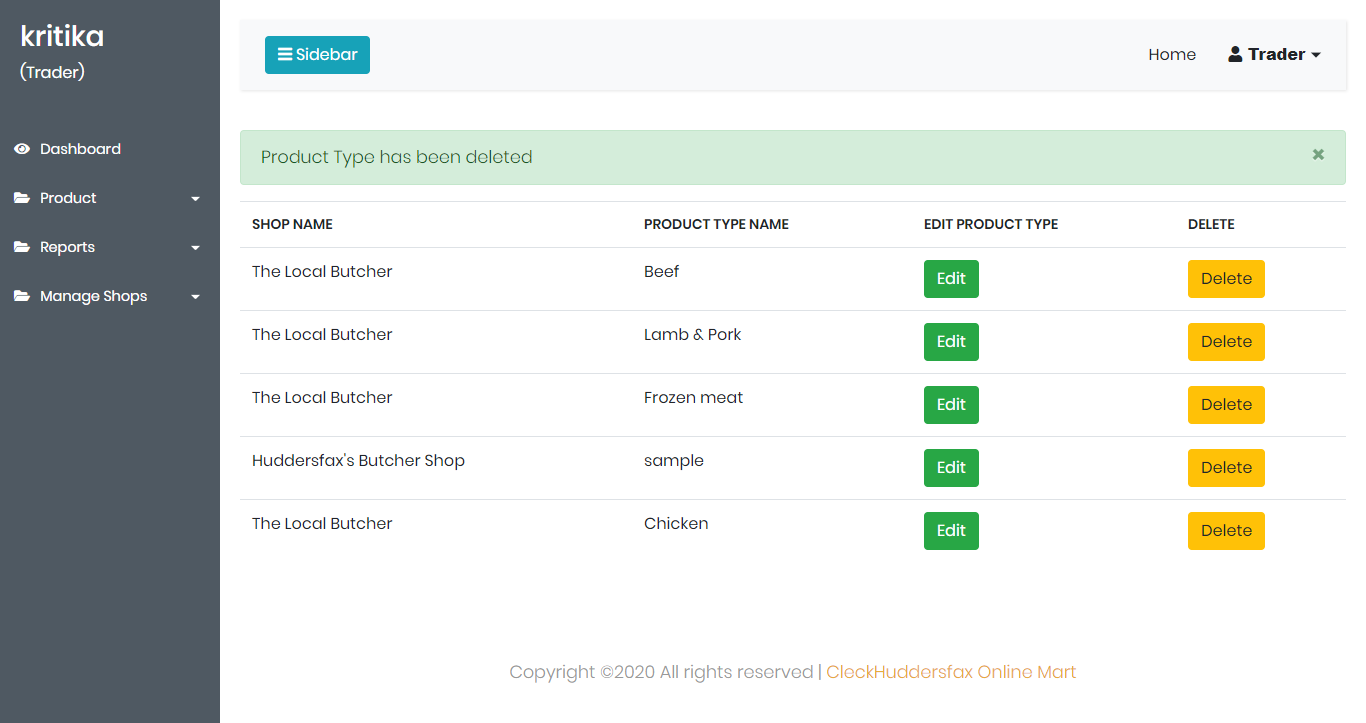 kritika
(Trader)
Dashboard
Product
Reports
Manage Shops
Sidebar
Home
Trader
Product Type has been deleted
×
SHOP NAME PRODUCT TYPE NAME EDIT PRODUCT TYPE DELETE
The Local Butcher Beef Edit Delete
The Local Butcher Lamb & Pork Edit Delete
The Local Butcher Frozen meat Edit Delete
Huddersfax's Butcher Shop sample Edit Delete
The Local Butcher Chicken Edit Delete
Copyright ©2020 All rights reserved | CleckHuddersfax Online Mart